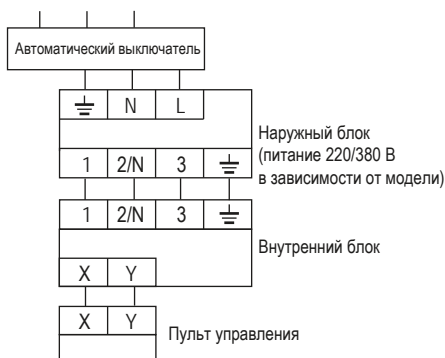 Автоматический выключатель
N L
Наружный блок
(питание 220/380 В
в зависимости от модели)
1 2/N 3
1 2/N 3
Внутренний блок
X Y
X Y
Пульт управления